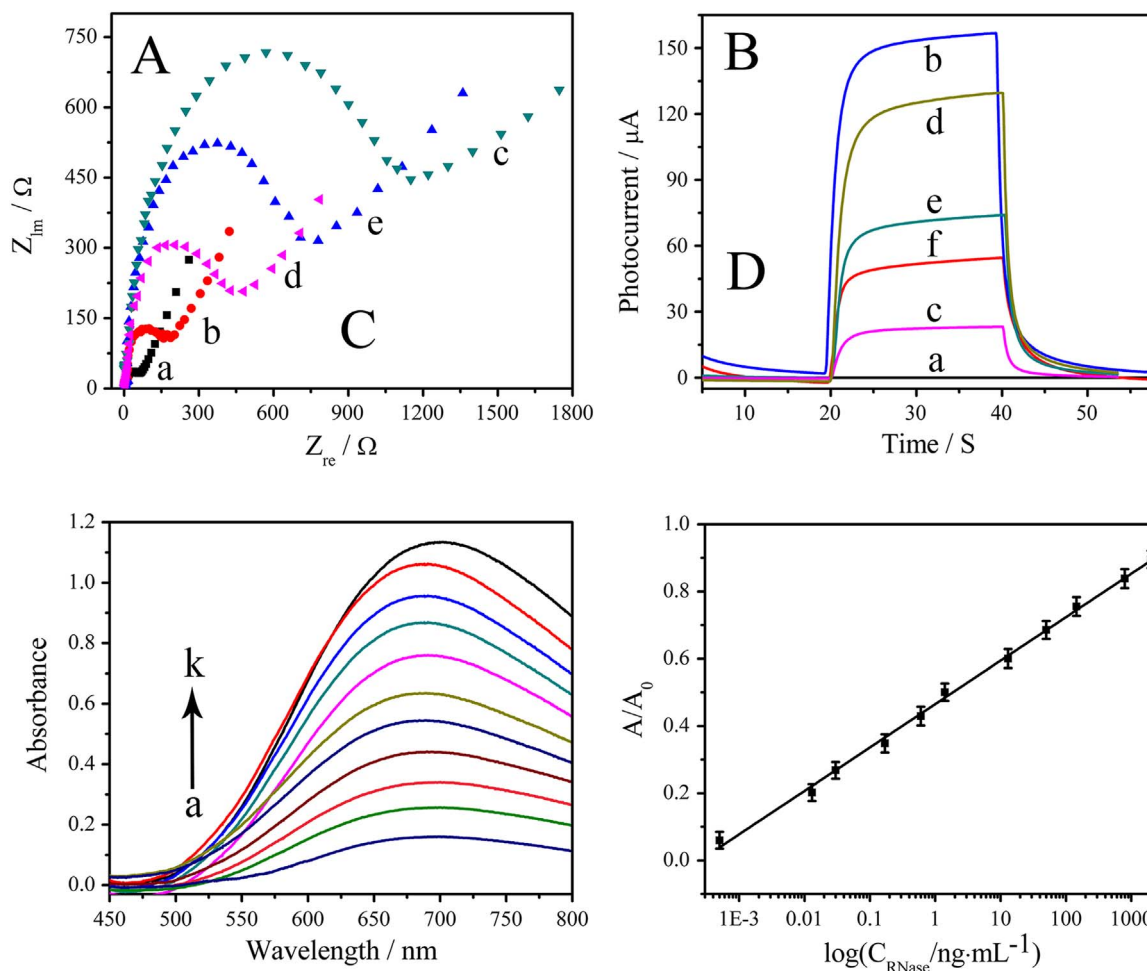 A
750
600
450
300
150
0
Z_Im / Ω
0 300 600 900 1200 1500 1800
Z_re / Ω
a
b
c
d
e
C
B
150
120
90
60
30
0
Photocurrent / μA
10 20 30 40 50
Time / S
b
d
e
f
c
a
D
1.2
1.0
0.8
0.6
0.4
0.2
0.0
Absorbance
k
a
450 500 550 600 650 700 750 800
Wavelength / nm
1.0
0.8
0.6
0.4
0.2
0.0
A/A₀
1E-3 0.01 0.1 1 10 100 1000
log(C_RNase/ng·mL⁻¹)